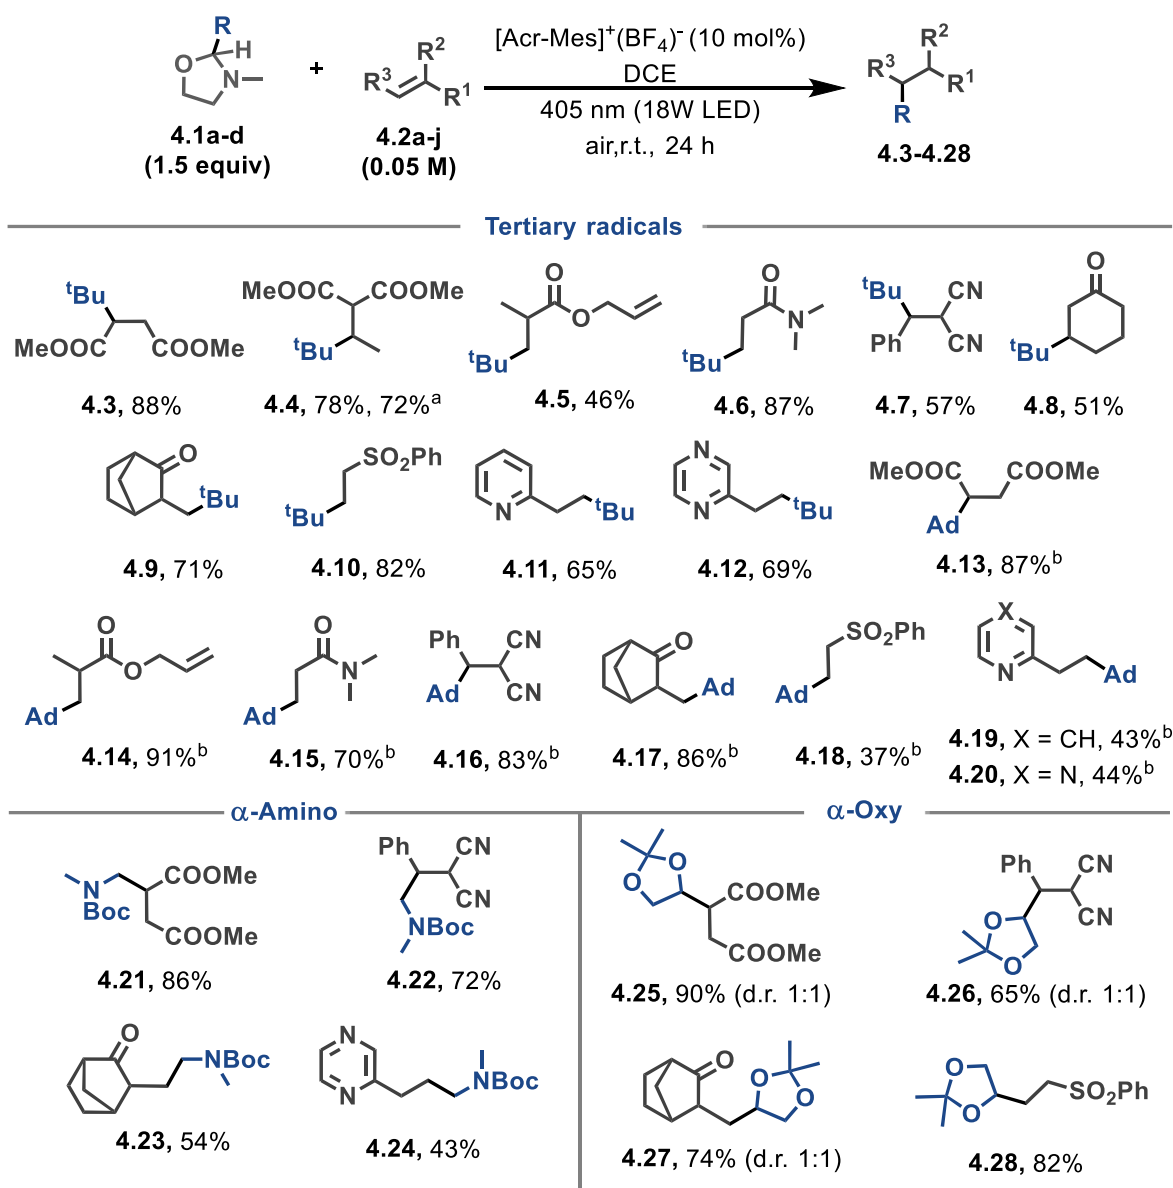 R
H
O
N
4.1a-d
(1.5 equiv)
+
R² R³ R¹
4.2a-j
(0.05 M)
[Acr-Mes]⁺(BF₄)⁻ (10 mol%)
DCE
405 nm (18W LED)
air,r.t., 24 h
R² R³ R¹ R
4.3-4.28
Tertiary radicals
ᵗBu MeOOC COOMe
4.3, 88%
MeOOC COOMe ᵗBu
4.4, 78%, 72%ᵃ
O O ᵗBu
4.5, 46%
O N ᵗBu
4.6, 87%
ᵗBu CN Ph CN
4.7, 57%
O ᵗBu
4.8, 51%
O ᵗBu
4.9, 71%
SO₂Ph ᵗBu
4.10, 82%
N ᵗBu
4.11, 65%
N N ᵗBu
4.12, 69%
MeOOC COOMe Ad
4.13, 87%ᵇ
O O Ad
4.14, 91%ᵇ
O N Ad
4.15, 70%ᵇ
Ph CN Ad CN
4.16, 83%ᵇ
O Ad
4.17, 86%ᵇ
SO₂Ph Ad
4.18, 37%ᵇ
X N Ad
4.19, X = CH, 43%ᵇ
4.20, X = N, 44%ᵇ
α-Amino
N Boc COOMe COOMe
4.21, 86%
Ph CN CN NBoc
4.22, 72%
O NBoc
4.23, 54%
N N NBoc
4.24, 43%
α-Oxy
O O COOMe COOMe
4.25, 90% (d.r. 1:1)
Ph CN CN O O
4.26, 65% (d.r. 1:1)
O O O
4.27, 74% (d.r. 1:1)
O O SO₂Ph
4.28, 82%